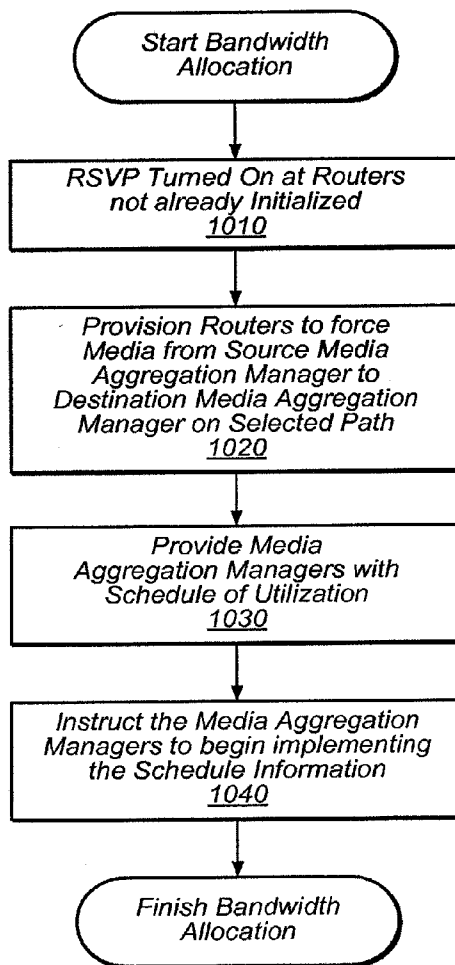 Start Bandwidth
Allocation
RSVP Turned On at Routers
not already Initialized
1010
Provision Routers to force
Media from Source Media
Aggregation Manager to
Destination Media Aggregation
Manager on Selected Path
1020
Provide Media
Aggregation Managers with
Schedule of Utilization
1030
Instruct the Media Aggregation
Managers to begin implementing
the Schedule Information
1040
Finish Bandwidth
Allocation